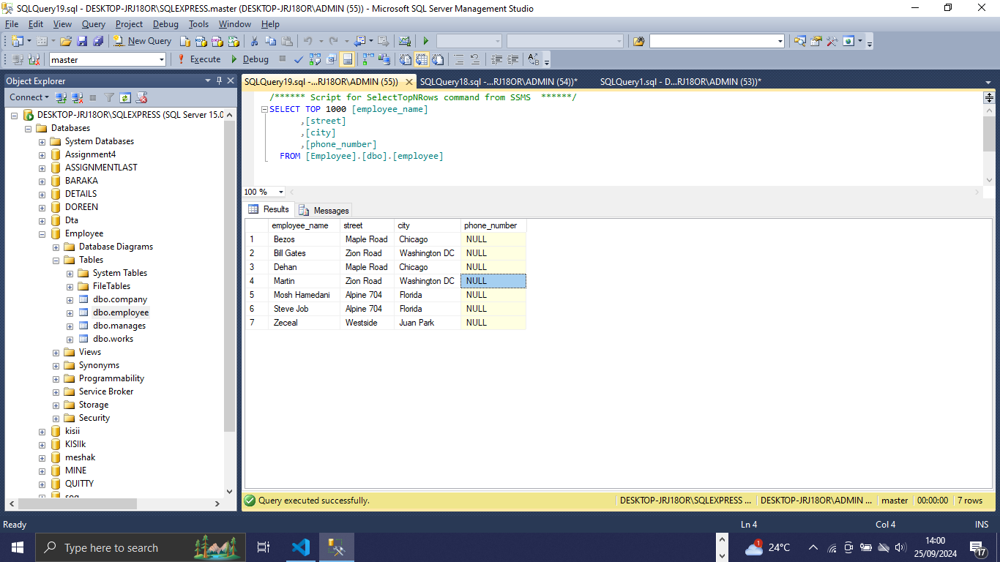 SQLQuery19.sql - DESKTOP-JRJ18OR\SQLEXPRESS.master (DESKTOP-JRJ18OR\ADMIN (55)) - Microsoft SQL Server Management Studio
File Edit View Query Project Debug Tools Window Help
New Query
master Execute Debug
Object Explorer
Connect
DESKTOP-JRJ18OR\SQLEXPRESS (SQL Server 15.0
Databases
System Databases
Assignment4
ASSIGNMENTLAST
BARAKA
DETAILS
DOREEN
Dta
Employee
Database Diagrams
Tables
System Tables
FileTables
dbo.company
dbo.employee
dbo.manages
dbo.works
Views
Synonyms
Programmability
Service Broker
Storage
Security
kisii
KISIIk
meshak
MINE
QUITTY
SQLQuery19.sql -...RJ18OR\ADMIN (55)) SQLQuery18.sql -...RJ18OR\ADMIN (54))* SQLQuery1.sql - D...RJ18OR\ADMIN (53))*
/****** Script for SelectTopNRows command from SSMS ******/
SELECT TOP 1000 [employee_name]
,[street]
,[city]
,[phone_number]
FROM [Employee].[dbo].[employee]
100 %
Results Messages
employee_name street city phone_number
1 Bezos Maple Road Chicago NULL
2 Bill Gates Zion Road Washington DC NULL
3 Dehan Maple Road Chicago NULL
4 Martin Zion Road Washington DC NULL
5 Mosh Hamedani Alpine 704 Florida NULL
6 Steve Job Alpine 704 Florida NULL
7 Zeceal Westside Juan Park NULL
Query executed successfully. DESKTOP-JRJ18OR\SQLEXPRESS ... DESKTOP-JRJ18OR\ADMIN ... master 00:00:00 7 rows
Ready Ln 4 Col 4 INS
Type here to search 1 24°C 14:00
25/09/2024 17